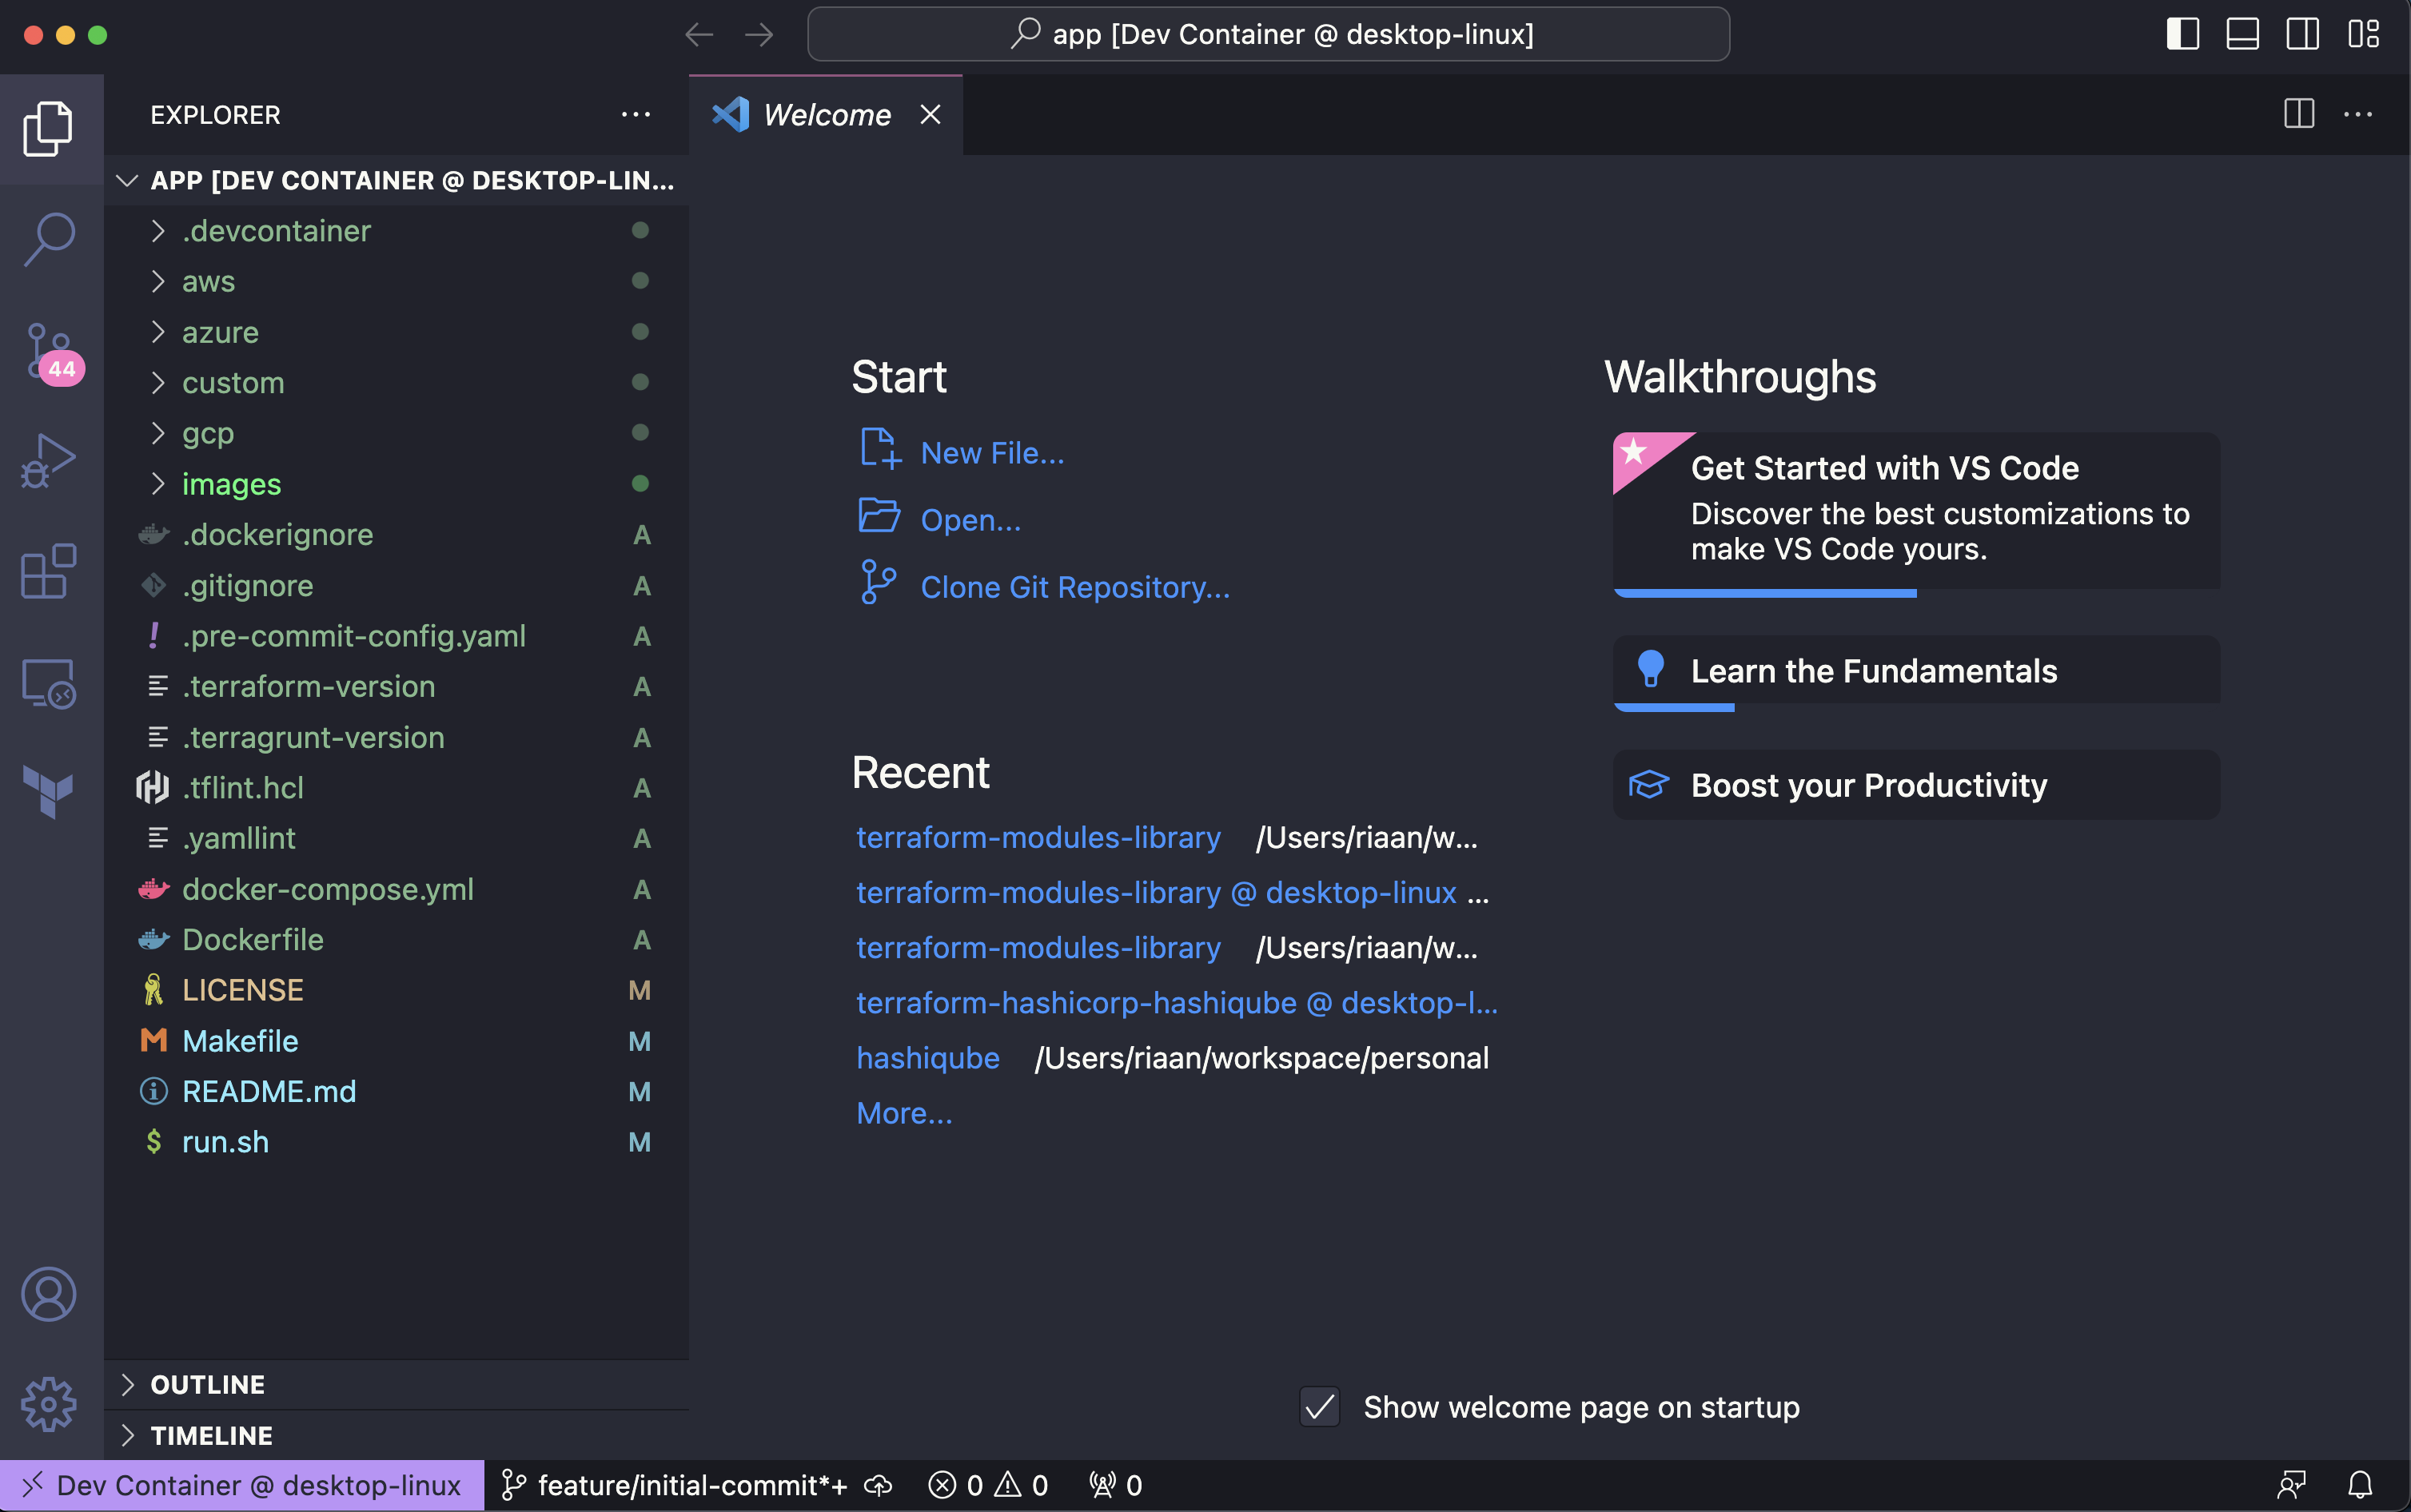 app [Dev Container @ desktop-linux]
EXPLORER
Welcome
APP [DEV CONTAINER @ DESKTOP-LIN...
.devcontainer
aws
azure
custom
gcp
images
.dockerignore A
.gitignore A
.pre-commit-config.yaml A
.terraform-version A
.terragrunt-version A
.tflint.hcl A
.yamllint A
docker-compose.yml A
Dockerfile A
LICENSE M
Makefile M
README.md M
run.sh M
44
OUTLINE
TIMELINE
Start
New File...
Open...
Clone Git Repository...
Recent
terraform-modules-library /Users/riaan/w...
terraform-modules-library @ desktop-linux ...
terraform-modules-library /Users/riaan/w...
terraform-hashicorp-hashiqube @ desktop-l...
hashiqube /Users/riaan/workspace/personal
More...
Walkthroughs
Get Started with VS Code
Discover the best customizations to
make VS Code yours.
Learn the Fundamentals
Boost your Productivity
Show welcome page on startup
Dev Container @ desktop-linux feature/initial-commit*+ 0 0 0